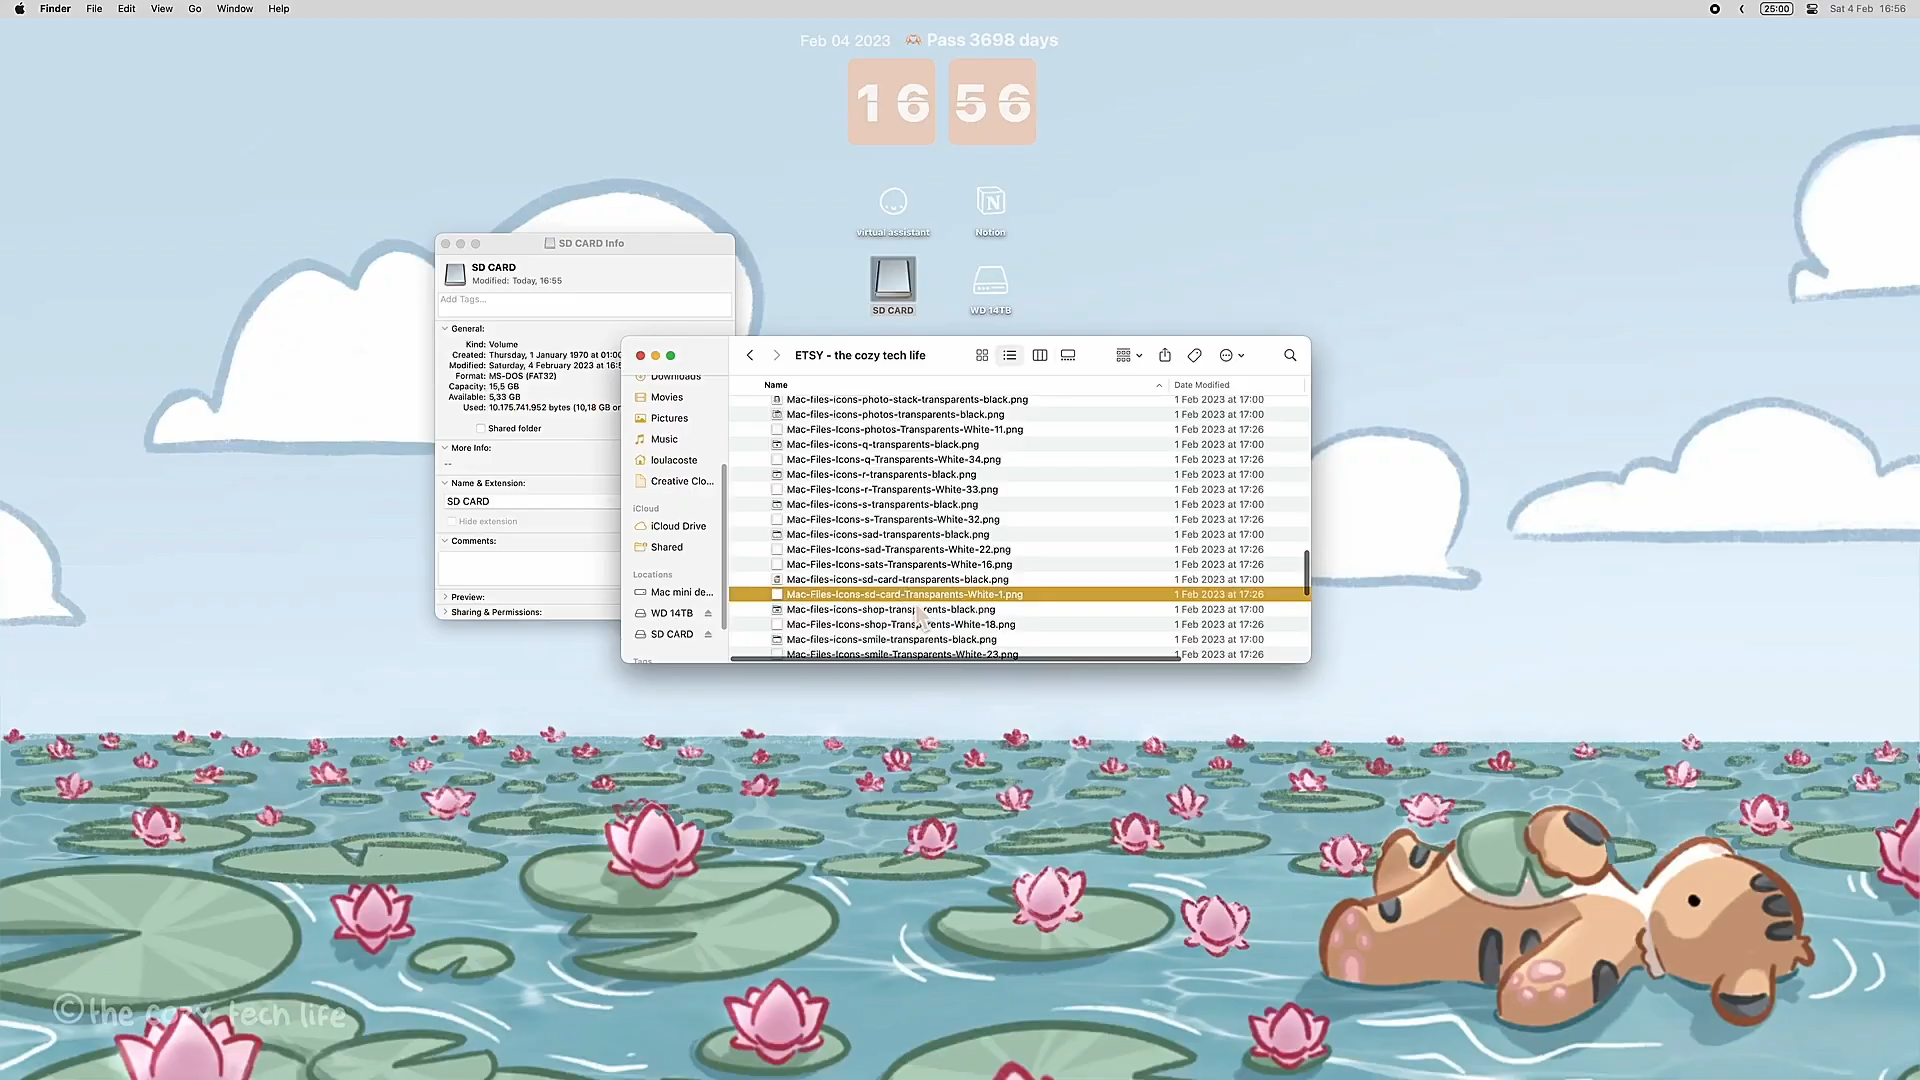 Finder File Edit View Go Window Help
25:00 Sat 4 Feb 16:56
Feb 04 2023 Pass 3698 days
16 56
virtual assistant
Notion
SD CARD
WD 14TB
SD CARD Info
SD CARD
Modified: Today, 16:55
Add Tags...
General:
Kind: Volume
Created: Thursday, 1 January 1970 at 01:00
Modified: Saturday, 4 February 2023 at 16:5
Format: MS-DOS (FAT32)
Capacity: 15,5 GB
Available: 5,33 GB
Used: 10.175.741.952 bytes (10,18 GB on
Shared folder
More Info:
--
Name & Extension:
SD CARD
Hide extension
Comments:
Preview:
Sharing & Permissions:
ETSY - the cozy tech life
Downloads
Movies
Pictures
Music
loulacoste
Creative Clo...
iCloud
iCloud Drive
Shared
Locations
Mac mini de...
WD 14TB
SD CARD
Tags
Name Date Modified
Mac-files-icons-photo-stack-transparents-black.png 1 Feb 2023 at 17:00
Mac-files-icons-photos-transparents-black.png 1 Feb 2023 at 17:00
Mac-Files-Icons-photos-Transparents-White-11.png 1 Feb 2023 at 17:26
Mac-files-icons-q-transparents-black.png 1 Feb 2023 at 17:00
Mac-Files-Icons-q-Transparents-White-34.png 1 Feb 2023 at 17:26
Mac-files-icons-r-transparents-black.png 1 Feb 2023 at 17:00
Mac-Files-Icons-r-Transparents-White-33.png 1 Feb 2023 at 17:26
Mac-files-icons-s-transparents-black.png 1 Feb 2023 at 17:00
Mac-Files-Icons-s-Transparents-White-32.png 1 Feb 2023 at 17:26
Mac-files-icons-sad-transparents-black.png 1 Feb 2023 at 17:00
Mac-Files-Icons-sad-Transparents-White-22.png 1 Feb 2023 at 17:26
Mac-Files-Icons-sats-Transparents-White-16.png 1 Feb 2023 at 17:26
Mac-files-icons-sd-card-transparents-black.png 1 Feb 2023 at 17:00
Mac-Files-Icons-sd-card-Transparents-White-1.png 1 Feb 2023 at 17:26
Mac-files-icons-shop-transparents-black.png 1 Feb 2023 at 17:00
Mac-Files-Icons-shop-Transparents-White-18.png 1 Feb 2023 at 17:26
Mac-files-icons-smile-transparents-black.png 1 Feb 2023 at 17:00
Mac-Files-Icons-smile-Transparents-White-23.png 1 Feb 2023 at 17:26
©the cozy tech life